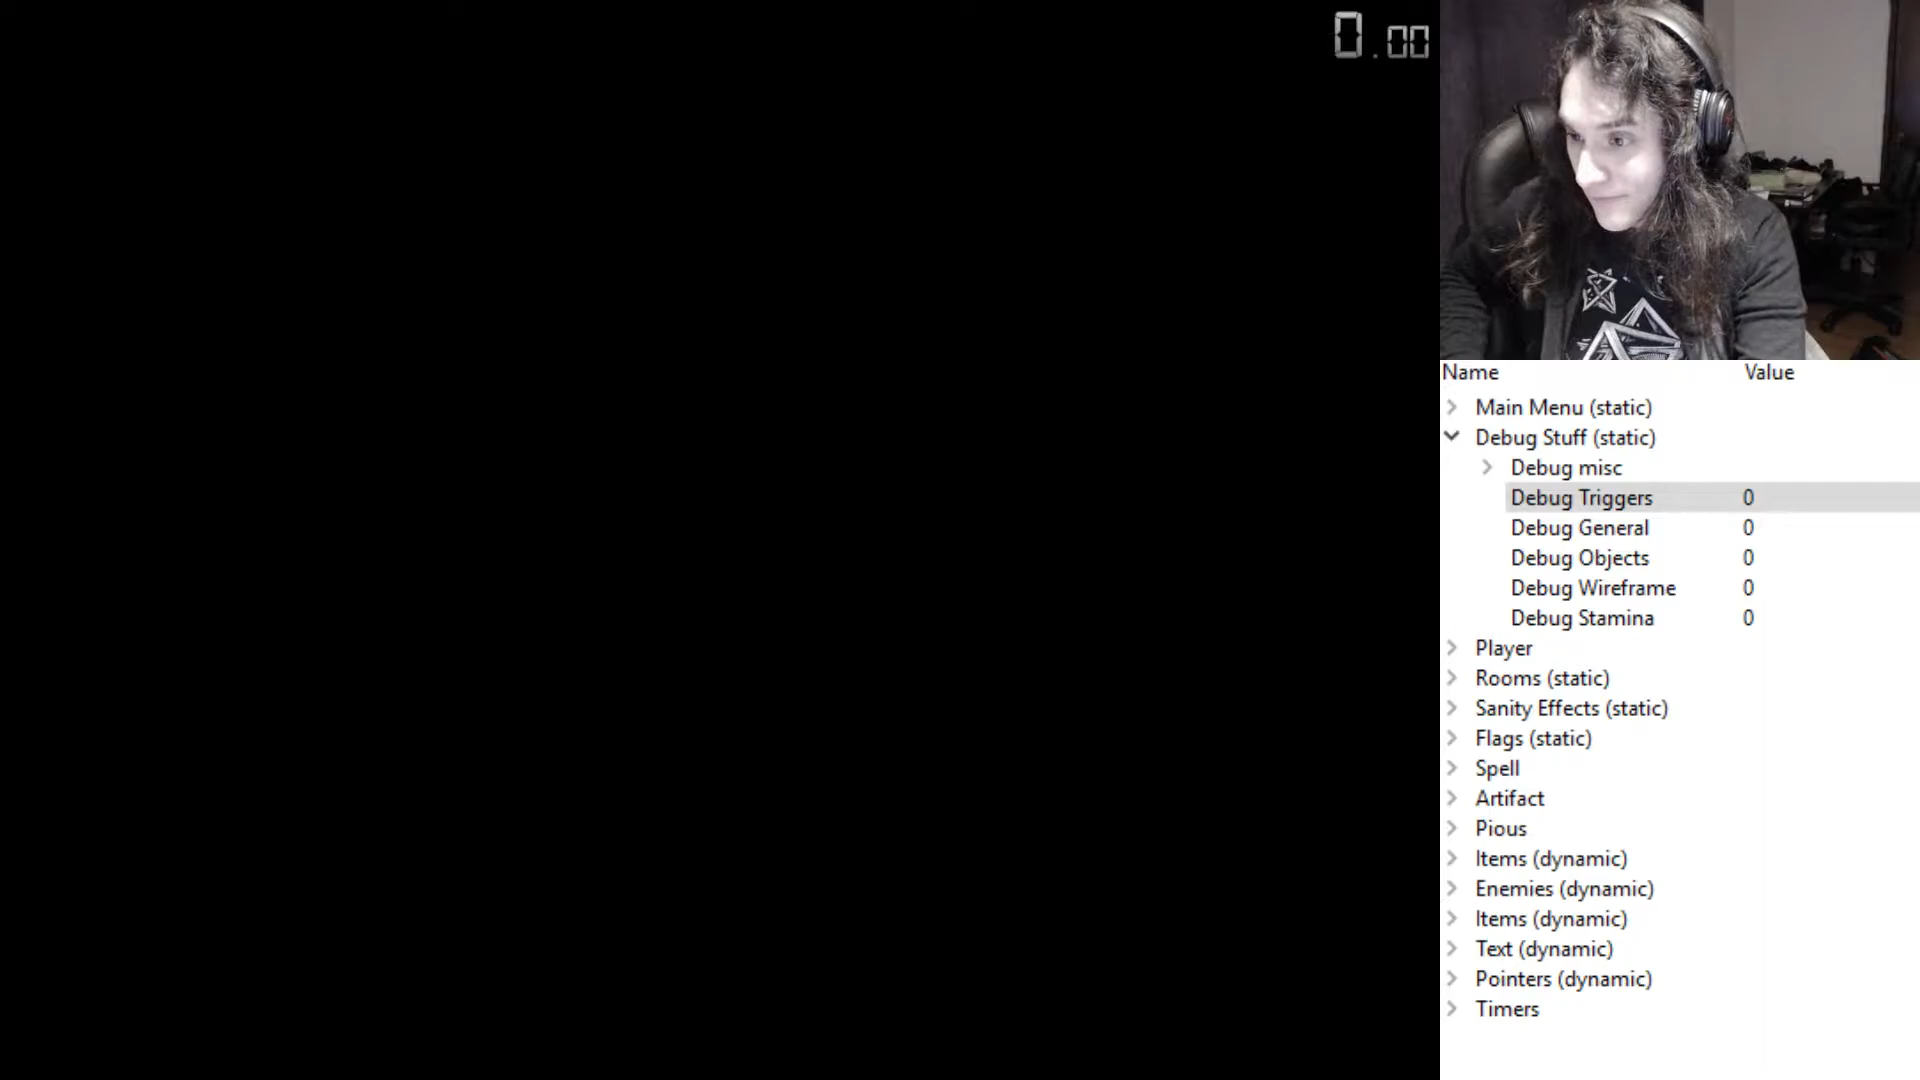 0.00
Name Value
Main Menu (static)
Debug Stuff (static)
Debug misc
Debug Triggers 0
Debug General 0
Debug Objects 0
Debug Wireframe 0
Debug Stamina 0
Player
Rooms (static)
Sanity Effects (static)
Flags (static)
Spell
Artifact
Pious
Items (dynamic)
Enemies (dynamic)
Items (dynamic)
Text (dynamic)
Pointers (dynamic)
Timers